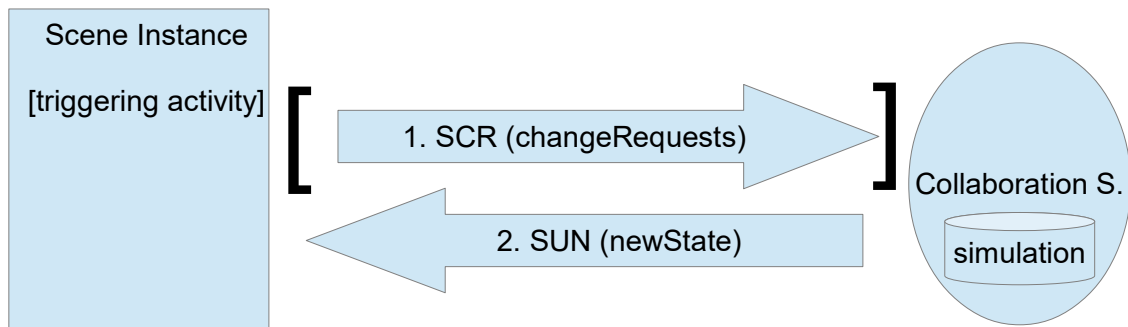 Scene Instance
[triggering activity]
[
1. SCR (changeRequests)
]
2. SUN (newState)
Collaboration S.
simulation